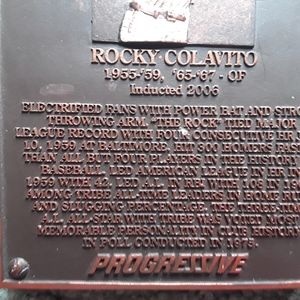 ROCKY COLAVITO
1955-'59, '65-'67 - OF
Inducted 2006
ELECTRIFIED FANS WITH POWER BAT AND STRONG
THROWING ARM. "THE ROCK" TIED MAJOR
LEAGUE RECORD WITH FOUR CONSECUTIVE
10, 1959 AT BALTIMORE. HIT 300 HOMERS FAS
THAN ALL BUT FOUR PLAYERS IN THE HISTORY
BASEBALL. LED AMERICAN LEAGUE IN HR IN
1959 WITH 42. LED A.L. IN RBI WITH 108 IN
AMONG TRIBE
AND SLUGGING PERCENTAGE.
A.L. ALL-STAR WITH TRIBE WAS VOTED MOST
MEMORABLE PERSONALITY IN CLUB HISTORY
IN POLL CONDUCTED IN 1976.
PROGRESSIVE